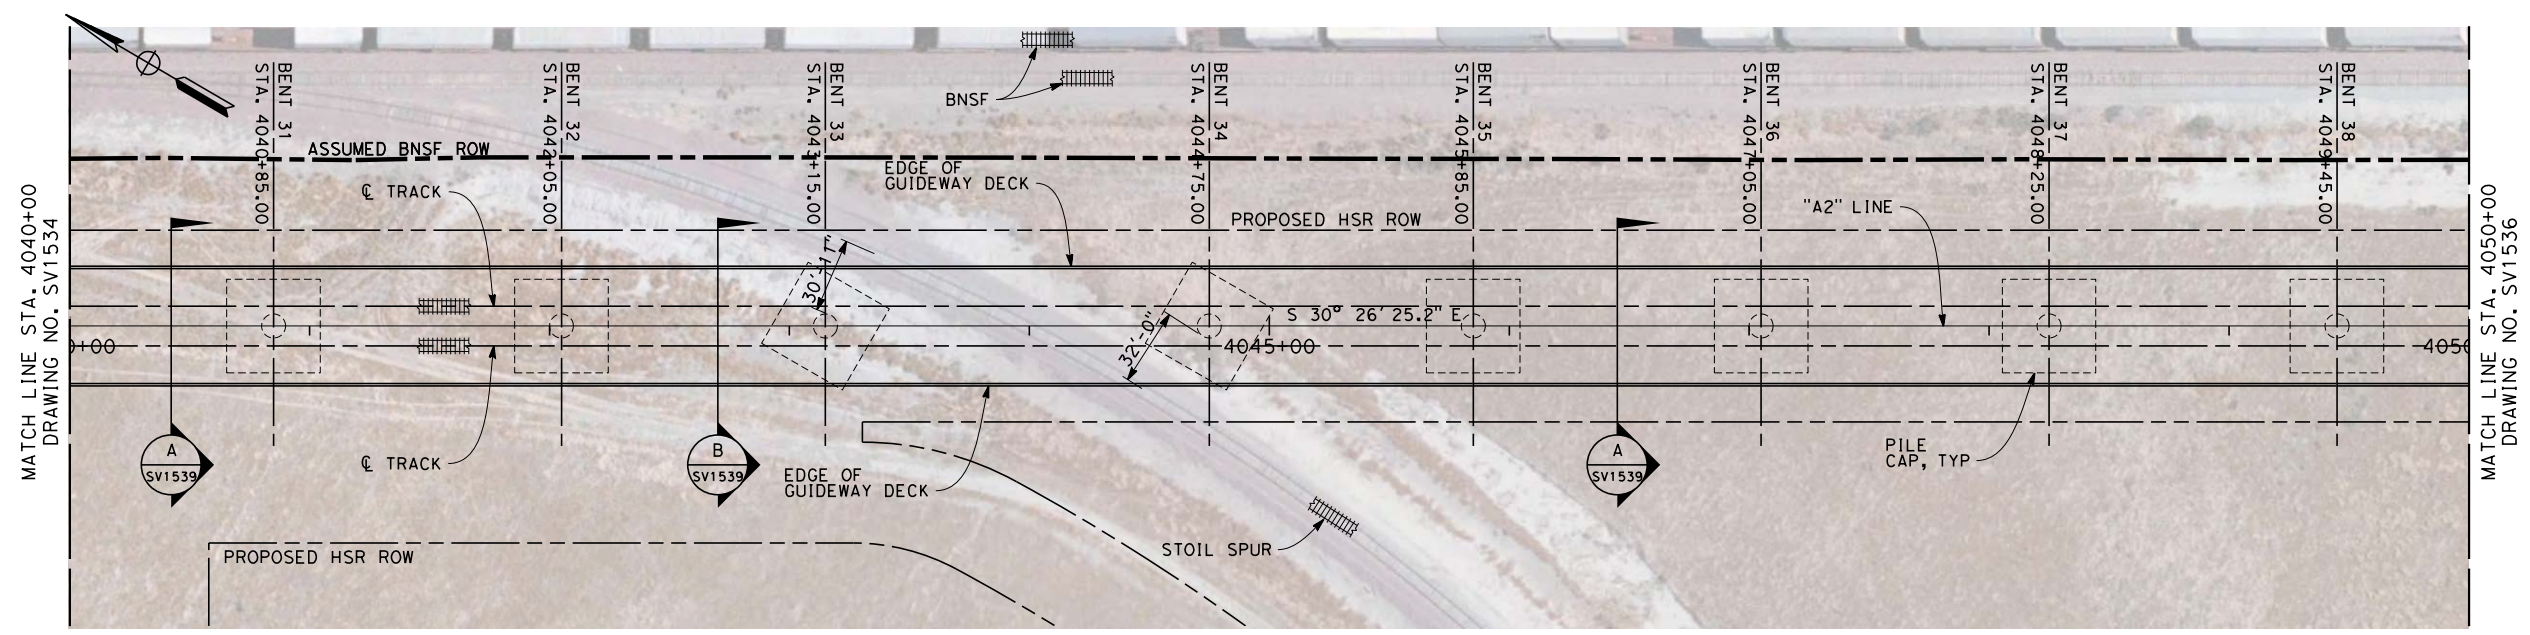 BENT 31
STA. 4040+85.00
BENT 32
STA. 4042+05.00
BENT 33
STA. 4043+15.00
BENT 34
STA. 4044+75.00
BENT 35
STA. 4045+85.00
BENT 36
STA. 4047+05.00
BENT 37
STA. 4048+25.00
BENT 38
STA. 4049+45.00
BNSF
ASSUMED BNSF ROW
℄ TRACK
EDGE OF
GUIDEWAY DECK
PROPOSED HSR ROW
"A2" LINE
MATCH LINE STA. 4040+00
DRAWING NO. SV1534
MATCH LINE STA. 4050+00
DRAWING NO. SV1536
30'-11"
32'-0"
S 30° 26' 25.2" E
0+00
4045+00
4050
A
SV1539
℄ TRACK
B
SV1539
EDGE OF
GUIDEWAY DECK
A
SV1539
PILE
CAP, TYP
STOIL SPUR
PROPOSED HSR ROW